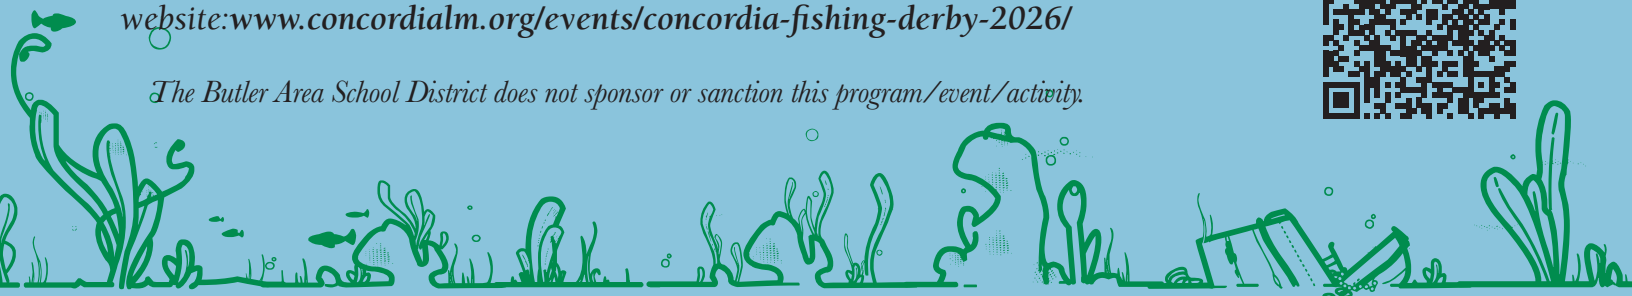 website:www.concordialm.org/events/concordia-fishing-derby-2026/
The Butler Area School District does not sponsor or sanction this program/event/activity.